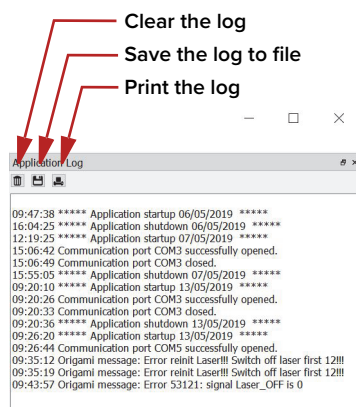 Clear the log
Save the log to file
Print the log
Application Log
09:47:38 ***** Application startup 06/05/2019 *****
16:04:25 ***** Application shutdown 06/05/2019 *****
12:19:25 ***** Application startup 07/05/2019 *****
15:06:42 Communication port COM3 successfully opened.
15:06:49 Communication port COM3 closed.
15:55:05 ***** Application shutdown 07/05/2019 *****
09:20:10 ***** Application startup 13/05/2019 *****
09:20:26 Communication port COM3 successfully opened.
09:20:33 Communication port COM3 closed.
09:20:36 ***** Application shutdown 13/05/2019 *****
09:26:20 ***** Application startup 13/05/2019 *****
09:26:44 Communication port COM5 successfully opened.
09:35:12 Origami message: Error reinit Laser!!! Switch off laser first 12!!!
09:35:19 Origami message: Error reinit Laser!!! Switch off laser first 12!!!
09:43:57 Origami message: Error 53121: signal Laser_OFF is 0